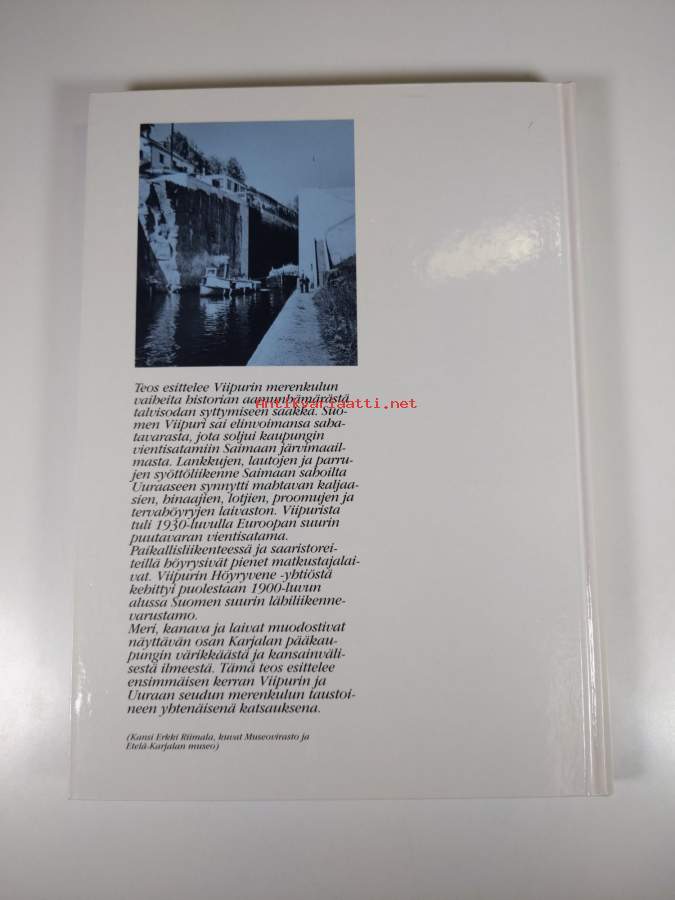 Teos esittelee Viipurin merenkulun
vaiheita historian aamunhämärästä
Antikvariaatti.net
talvisodan syttymiseen saakka. Suo-
men Viipuri sai elinvoimansa saha-
tavarasta, jota soljui kaupungin
vientisatamiin Saimaan järvimaail-
masta. Lankkujen, lautojen ja parru-
jen syöttöliikenne Saimaan sahoilta
Uuraaseen synnytti mahtavan kaljaa-
sien, hinaajien, lotjien, proomujen ja
tervahöyryjen laivaston. Viipurista
tuli 1930-luvulla Euroopan suurin
puutavaran vientisatama.
Paikallisliikenteessä ja saaristorei-
teillä höyrysivät pienet matkustajalai-
vat. Viipurin Höyryvene -yhtiöstä
kehittyi puolestaan 1900-luvun
alussa Suomen suurin lähiliikenne-
varustamo.
Meri, kanava ja laivat muodostivat
näyttävän osan Karjalan pääkau-
pungin värikkäästä ja kansainväli-
sestä ilmeestä. Tämä teos esittelee
ensimmäisen kerran Viipurin ja
Uuraan seudun merenkulun taustoi-
neen yhtenäisenä katsauksena.
(Kansi Erkki Riimala, kuvat Museovirasto ja
Etelä-Karjalan museo)